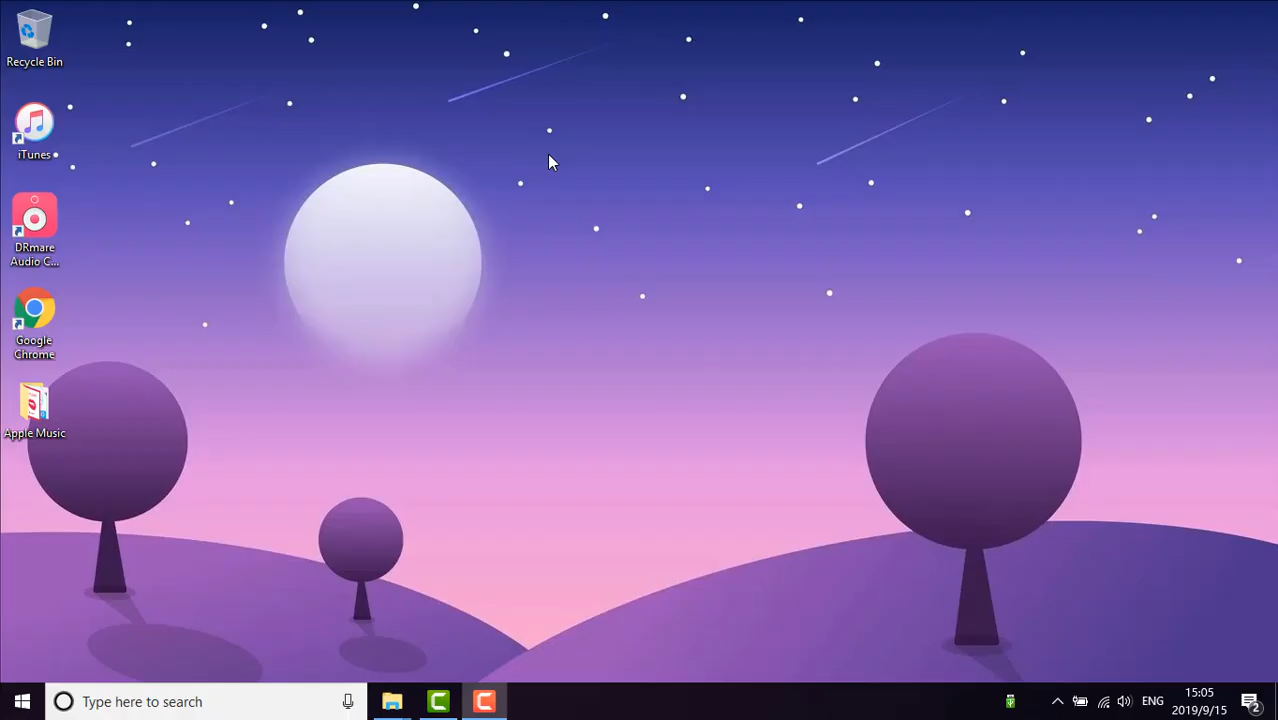 Recycle Bin
iTunes
DRmare
Audio C...
Google
Chrome
Apple Music
Type here to search
ENG
15:05
2019/9/15
2